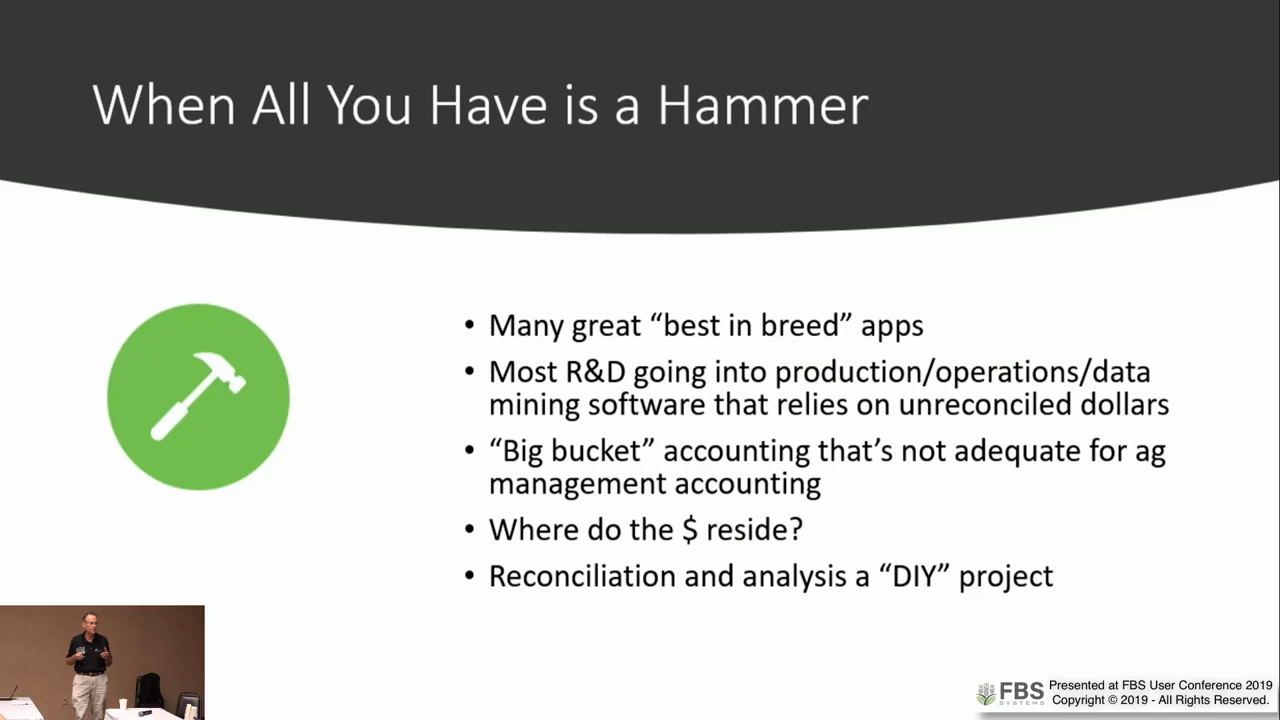 When All You Have is a Hammer
• Many great “best in breed” apps
• Most R&D going into production/operations/data
mining software that relies on unreconciled dollars
• “Big bucket” accounting that’s not adequate for ag
management accounting
• Where do the $ reside?
• Reconciliation and analysis a “DIY” project
FBS
SYSTEMS
Presented at FBS User Conference 2019
Copyright © 2019 - All Rights Reserved.